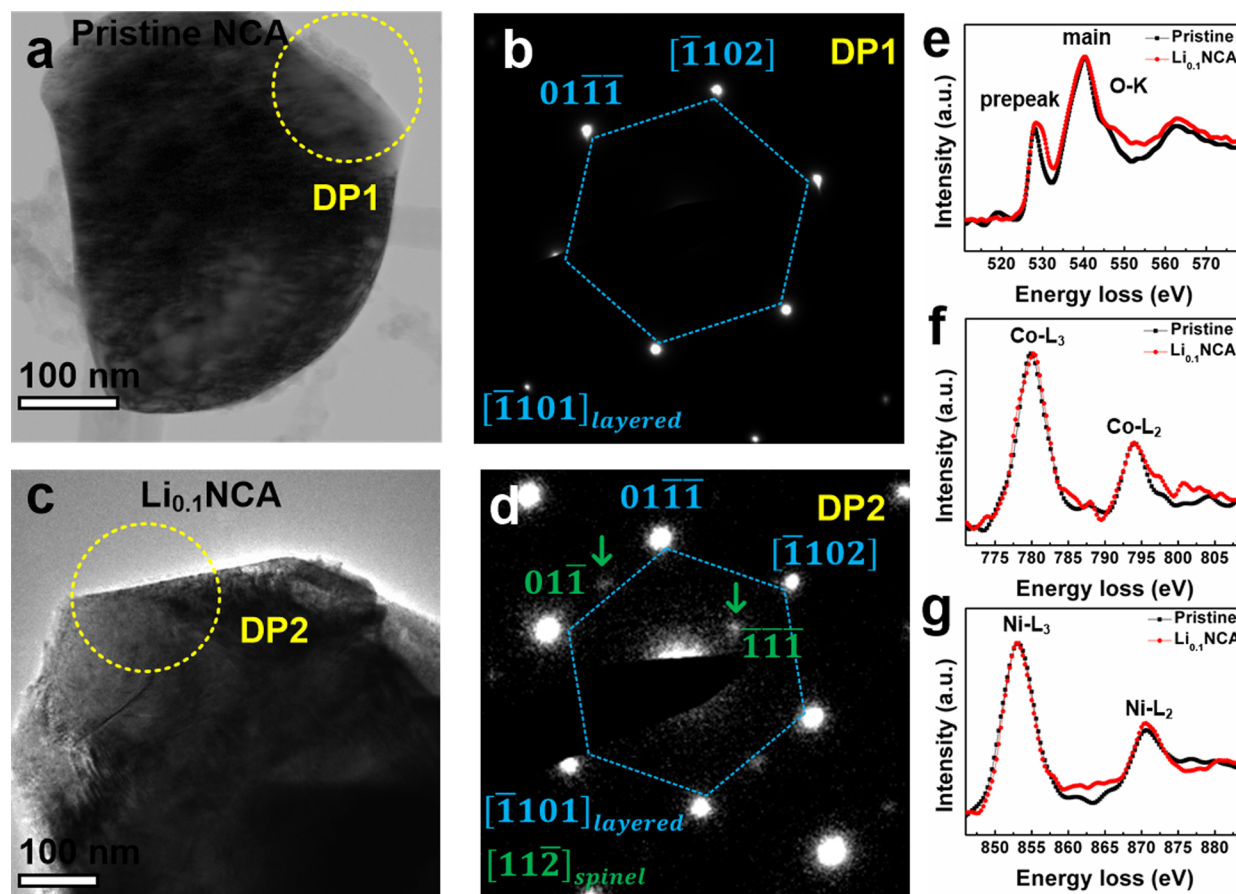 a
Pristine NCA
DP1
100 nm
b
DP1
[1̅102]
011̅1̅
[1̅101]layered
c
Li0.1NCA
DP2
100 nm
d
DP2
011̅1̅
[1̅102]
011̅
1̅1̅1̅
[1̅101]layered
[112̅]spinel
e
main
prepeak
O-K
Pristine
Li0.1NCA
Intensity (a.u.)
520 530 540 550 560 570
Energy loss (eV)
f
Co-L3
Co-L2
Pristine
Li0.1NCA
Intensity (a.u.)
775 780 785 790 795 800 805
Energy loss (eV)
g
Ni-L3
Ni-L2
Pristine
Li0.1NCA
Intensity (a.u.)
850 855 860 865 870 875 880
Energy loss (eV)